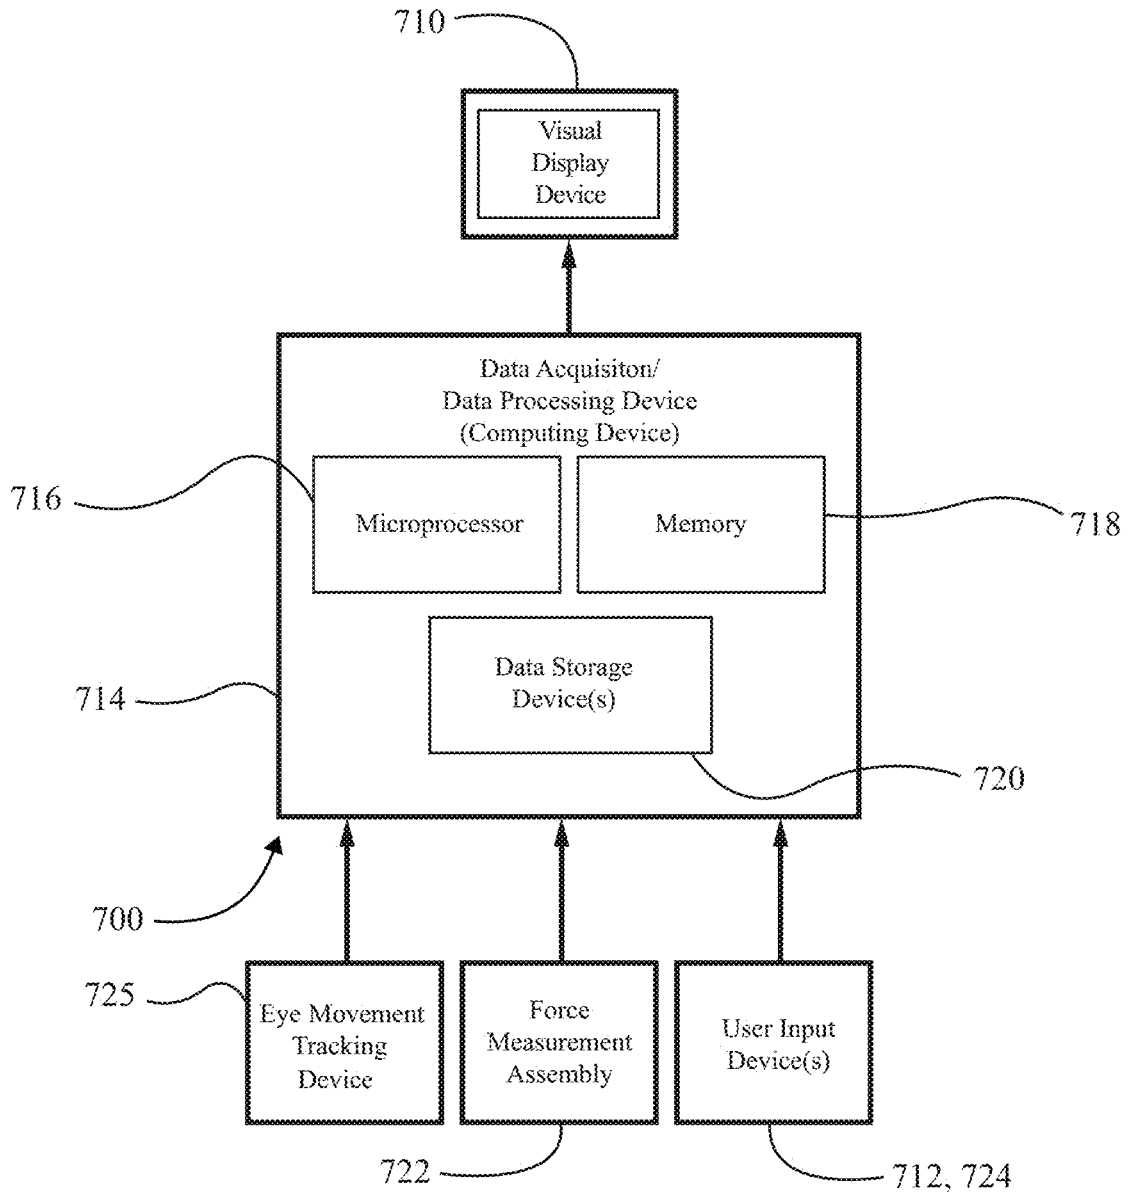 710
Visual
Display
Device
Data Acquisiton/
Data Processing Device
(Computing Device)
716
Microprocessor
Memory
718
Data Storage
Device(s)
714
720
700
725
Eye Movement
Tracking
Device
Force
Measurement
Assembly
User Input
Device(s)
722
712, 724